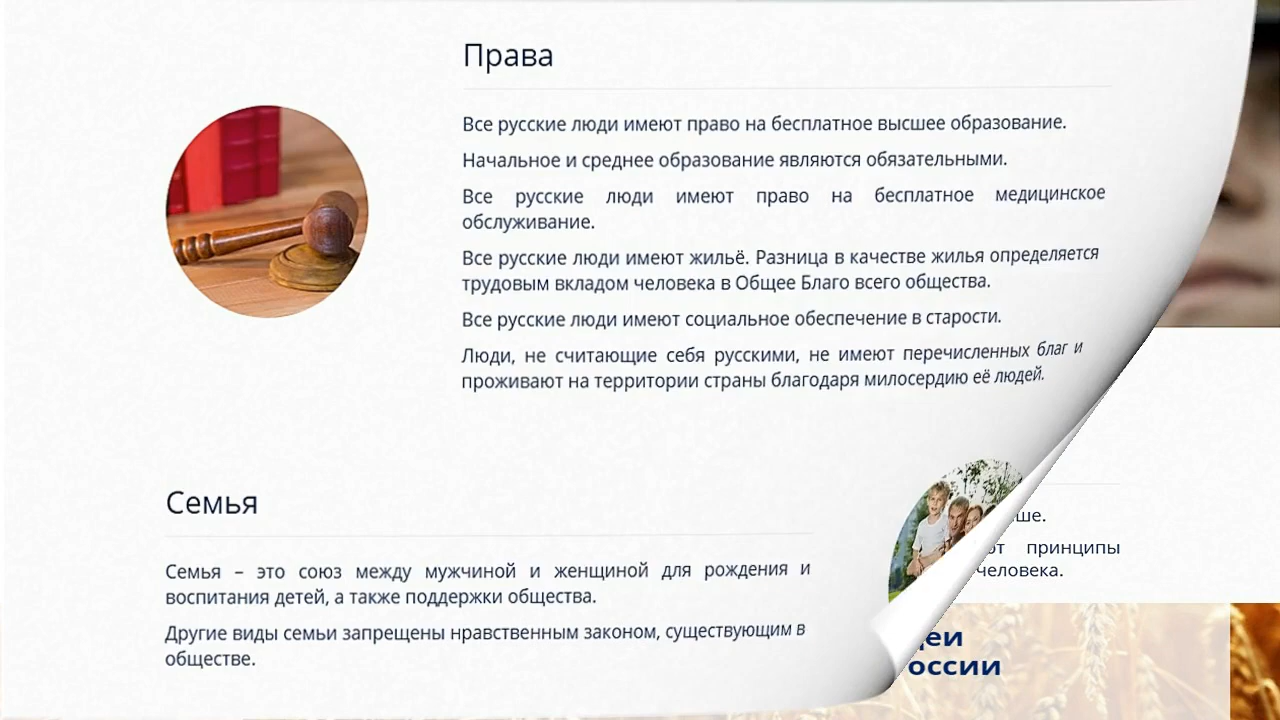 Права
Все русские люди имеют право на бесплатное высшее образование.
Начальное и среднее образование являются обязательными.
Все русские люди имеют право на бесплатное медицинское
обслуживание.
Все русские люди имеют жильё. Разница в качестве жилья определяется
трудовым вкладом человека в Общее Благо всего общества.
Все русские люди имеют социальное обеспечение в старости.
Люди, не считающие себя русскими, не имеют перечисленных благ и
проживают на территории страны благодаря милосердию её людей.
Семья
Семья – это союз между мужчиной и женщиной для рождения и
воспитания детей, а также поддержки общества.
Другие виды семьи запрещены нравственным законом, существующим в
обществе.
принципы
человека.